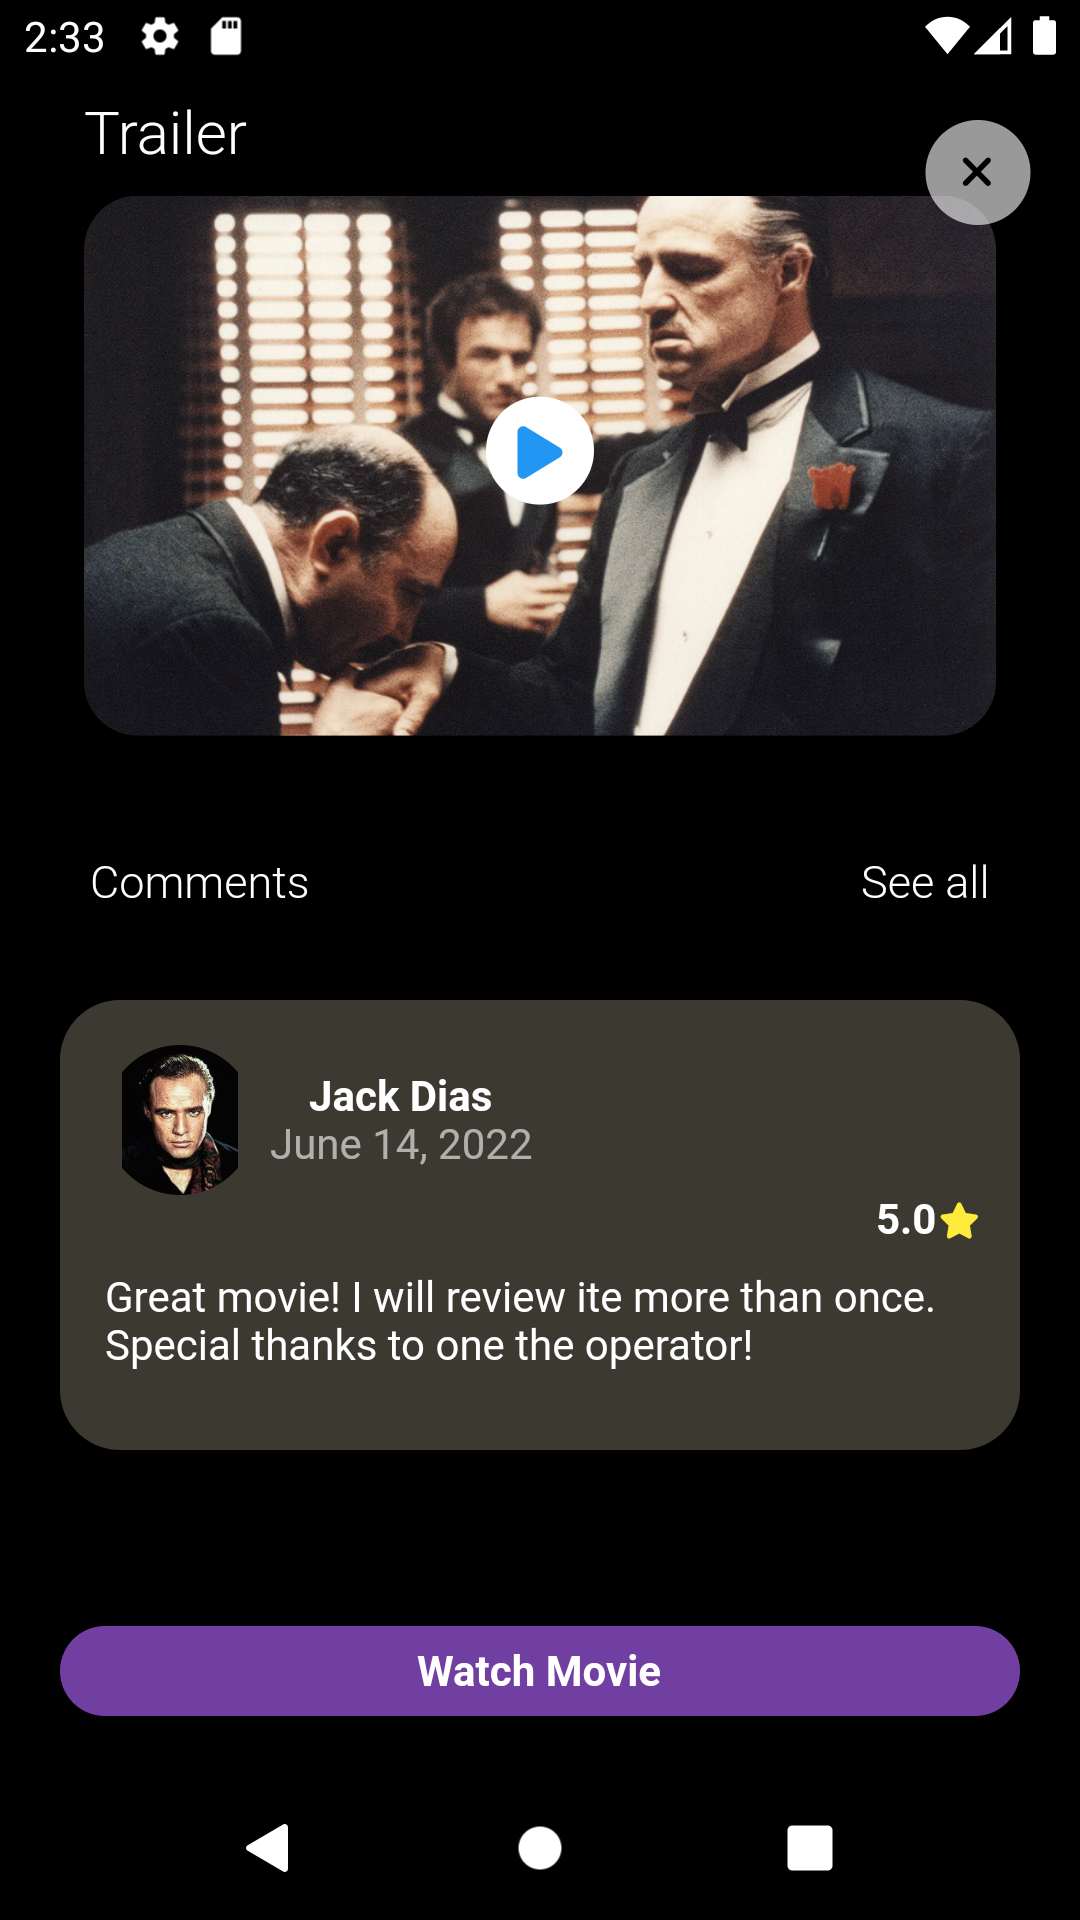 2:33
Trailer
Comments
See all
Jack Dias
June 14, 2022
5.0
Great movie! I will review ite more than once.
Special thanks to one the operator!
Watch Movie